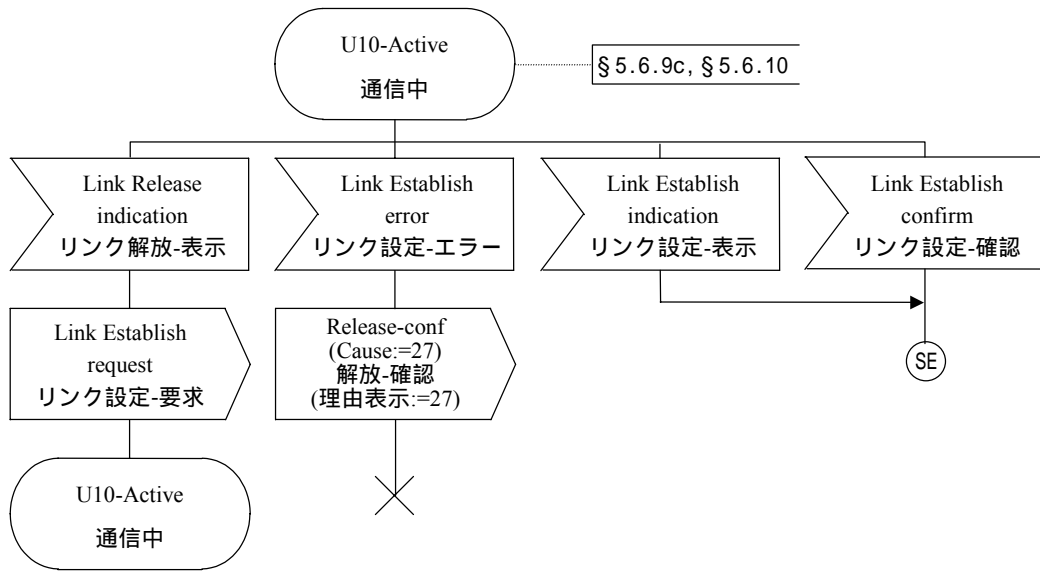 U10-Active
通信中
§5.6.9c, §5.6.10
Link Release
indication
リンク解放-表示
Link Establish
error
リンク設定-エラー
Link Establish
indication
リンク設定-表示
Link Establish
confirm
リンク設定-確認
Link Establish
request
リンク設定-要求
Release-conf
(Cause:=27)
解放-確認
(理由表示:=27)
SE
U10-Active
通信中